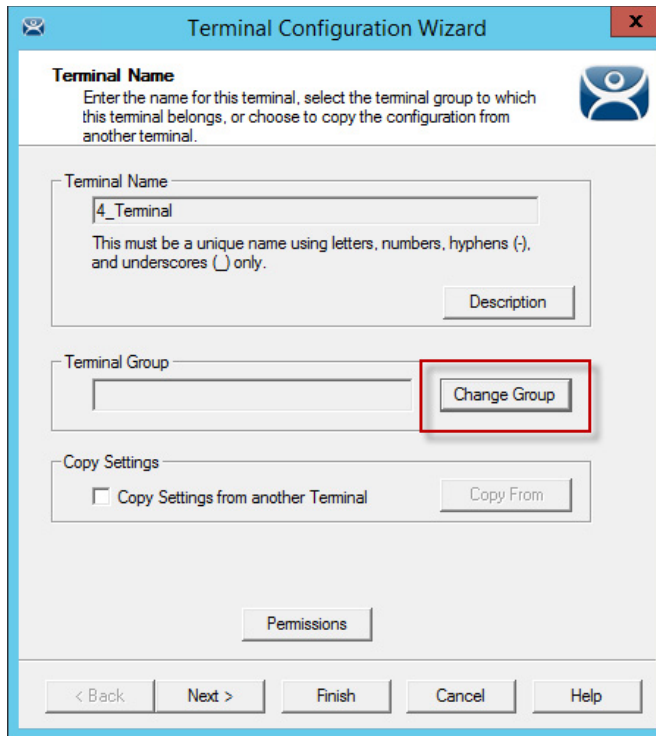 Terminal Configuration Wizard
x
Terminal Name
Enter the name for this terminal, select the terminal group to which
this terminal belongs, or choose to copy the configuration from
another terminal.
Terminal Name
4_Terminal
This must be a unique name using letters, numbers, hyphens (-),
and underscores (_) only.
Description
Terminal Group
Change Group
Copy Settings
Copy Settings from another Terminal
Copy From
Permissions
< Back
Next >
Finish
Cancel
Help